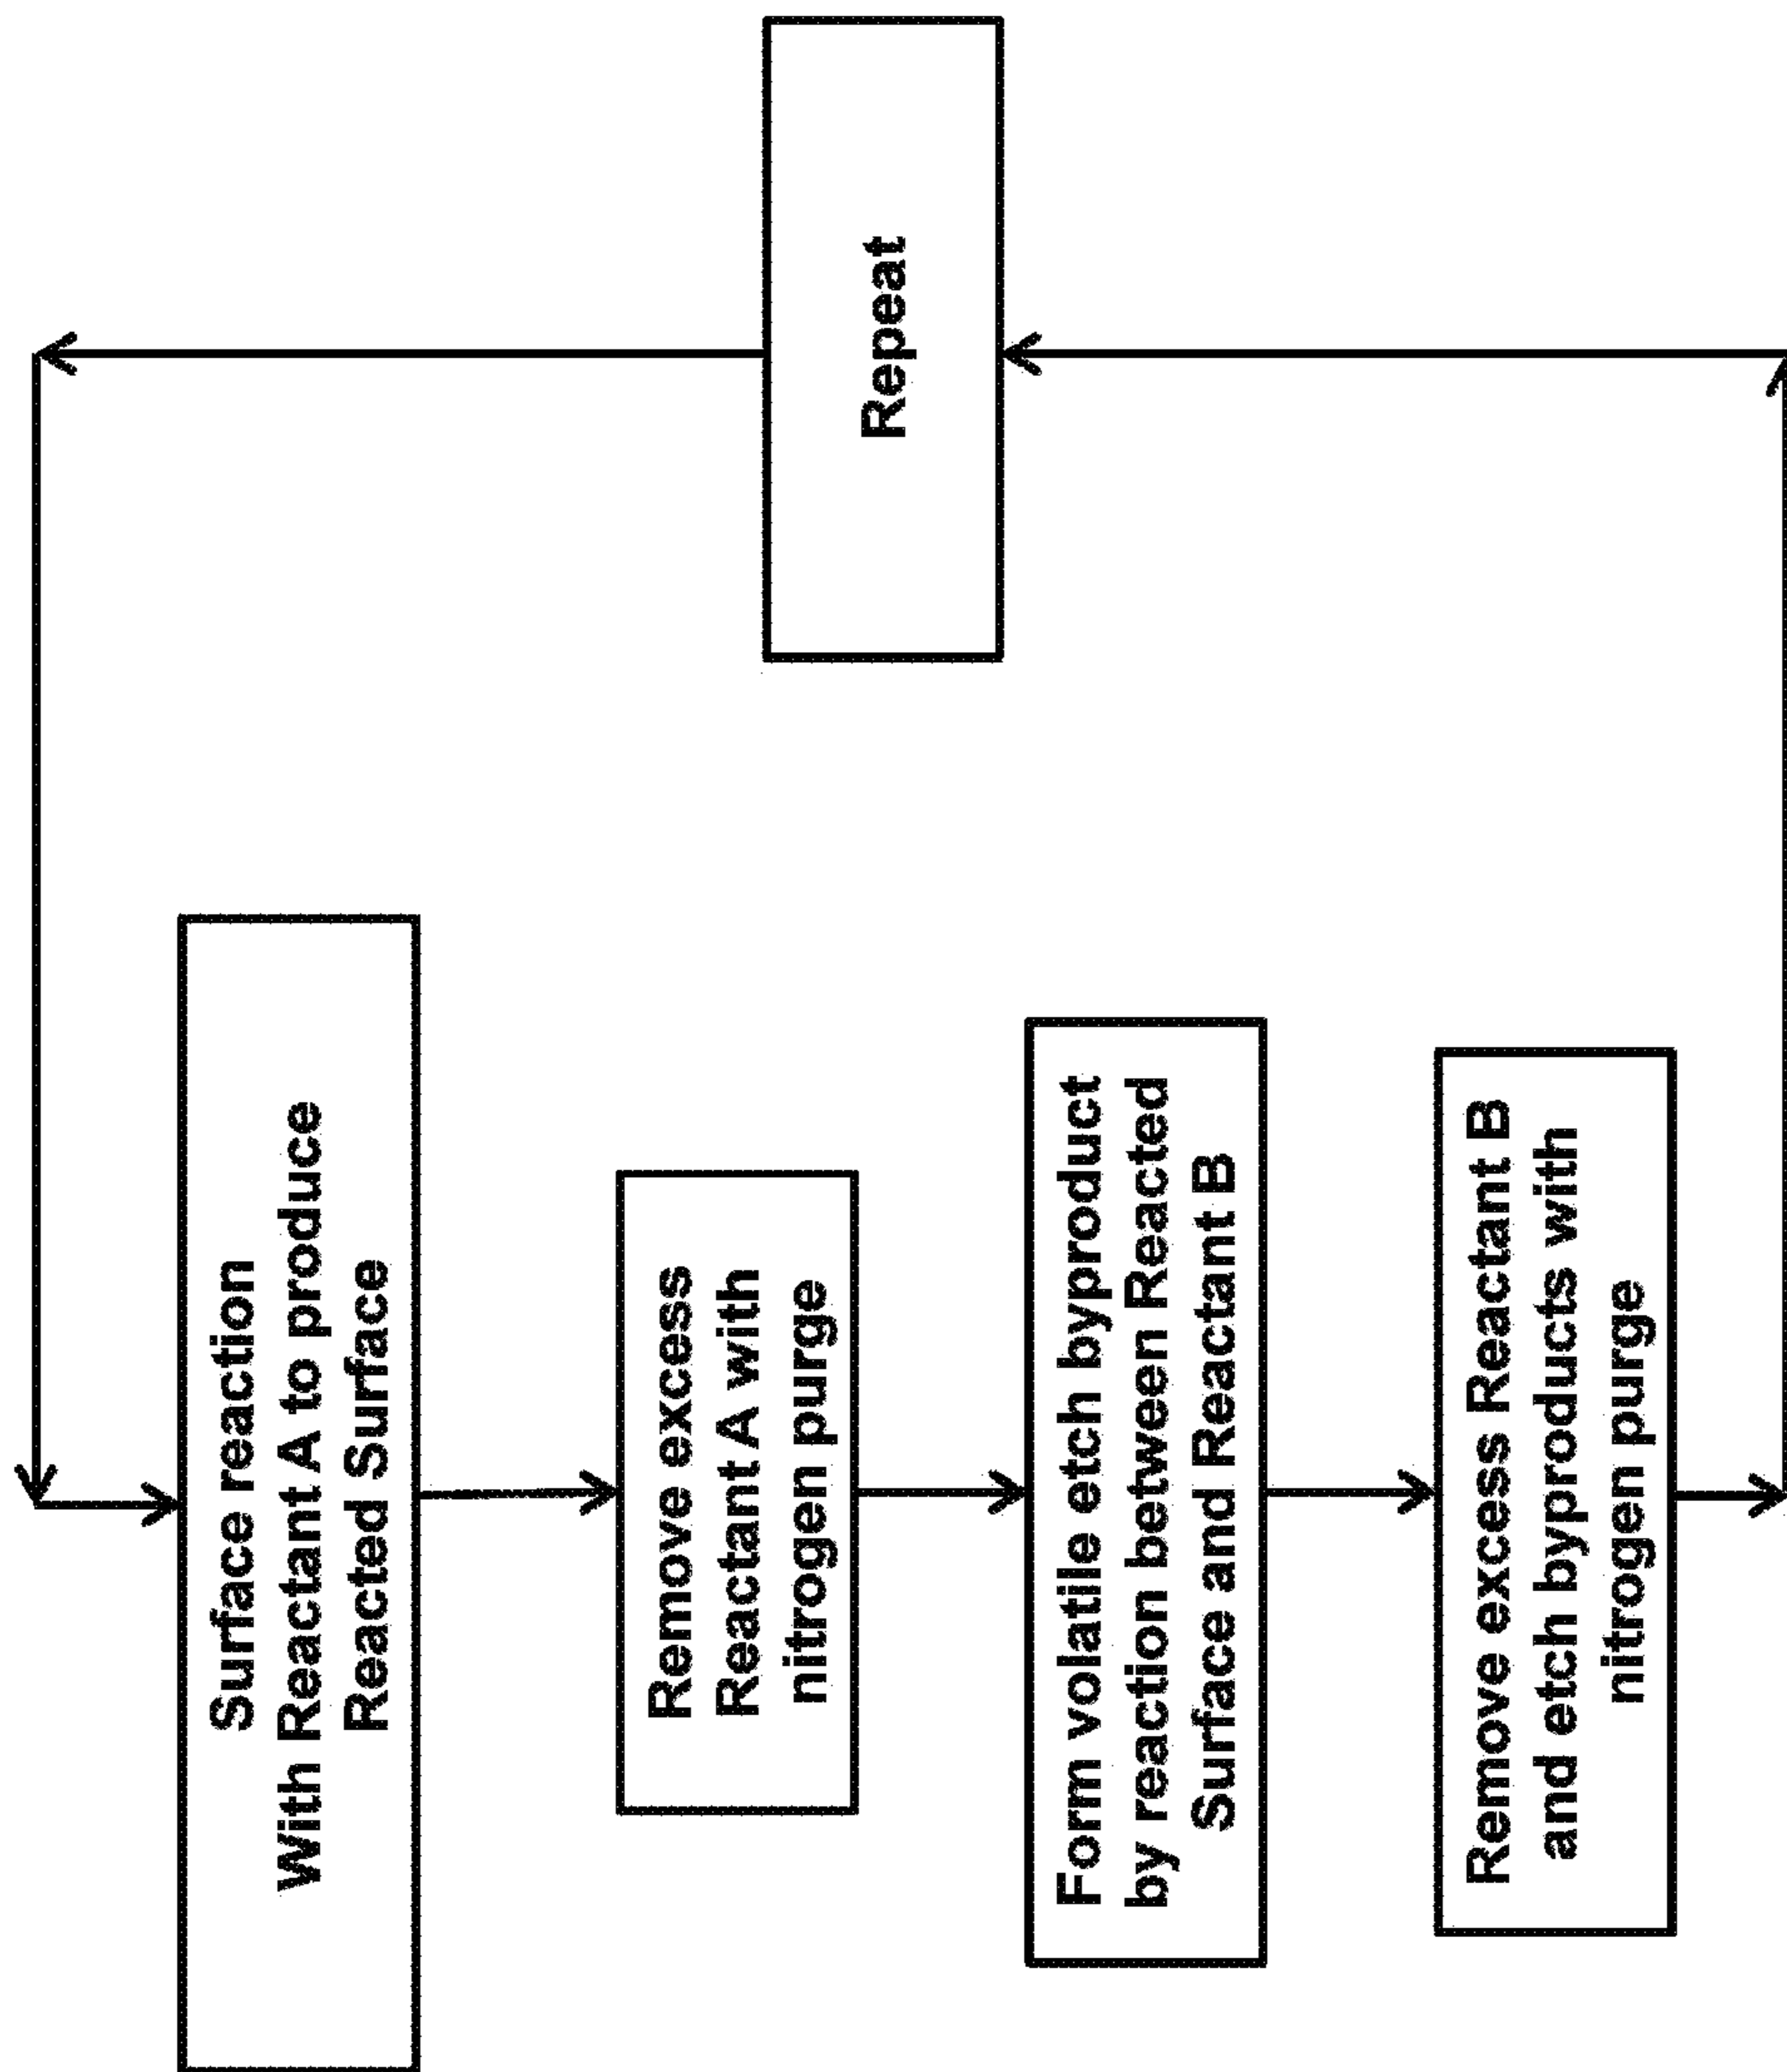 Surface reaction
With Reactant A to produce
Reacted Surface
Remove excess
Reactant A with
nitrogen purge
Form volatile etch byproduct
by reaction between Reacted
Surface and Reactant B
Remove excess Reactant B
and etch byproducts with
nitrogen purge
Repeat